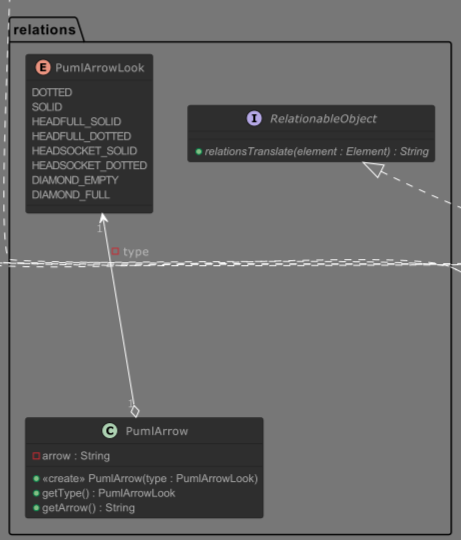 relations
E PumlArrowLook
DOTTED
SOLID
HEADFULL_SOLID
HEADFULL_DOTTED
HEADSOCKET_SOLID
HEADSOCKET_DOTTED
DIAMOND_EMPTY
DIAMOND_FULL
I RelationableObject
relationsTranslate(element : Element) : String
1
type
1
C PumlArrow
arrow : String
«create» PumlArrow(type : PumlArrowLook)
getType() : PumlArrowLook
getArrow() : String